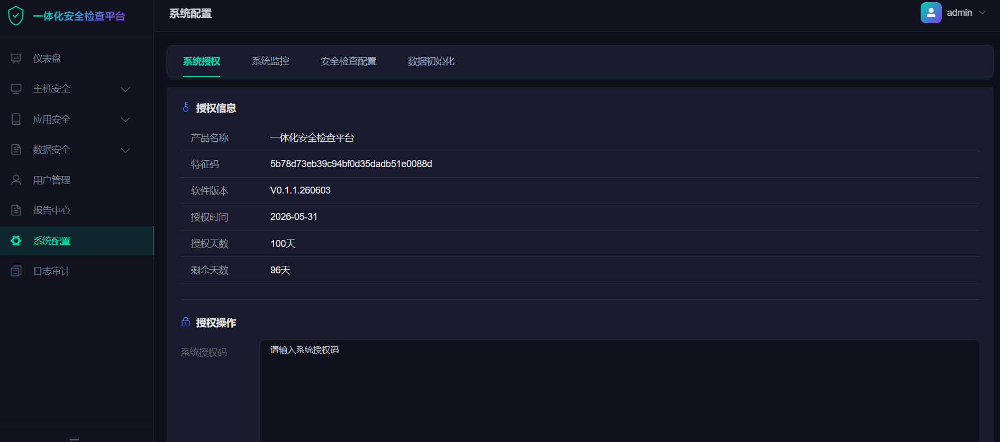 一体化安全检查平台
仪表盘
主机安全
应用安全
数据安全
用户管理
报告中心
系统配置
日志审计
系统配置
admin
系统授权 系统监控 安全检查配置 数据初始化
授权信息
产品名称 一体化安全检查平台
特征码 5b78d73eb39c94bf0d35dadb51e0088d
软件版本 V0.1.1.260603
授权时间 2026-05-31
授权天数 100天
剩余天数 96天
授权操作
系统授权码 请输入系统授权码